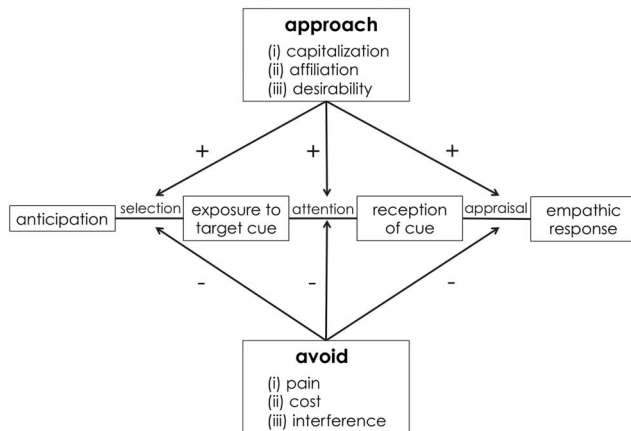 approach
(i) capitalization
(ii) affiliation
(iii) desirability
+
+
+
anticipation
selection
exposure to
target cue
attention
reception
of cue
appraisal
empathic
response
-
-
-
avoid
(i) pain
(ii) cost
(iii) interference